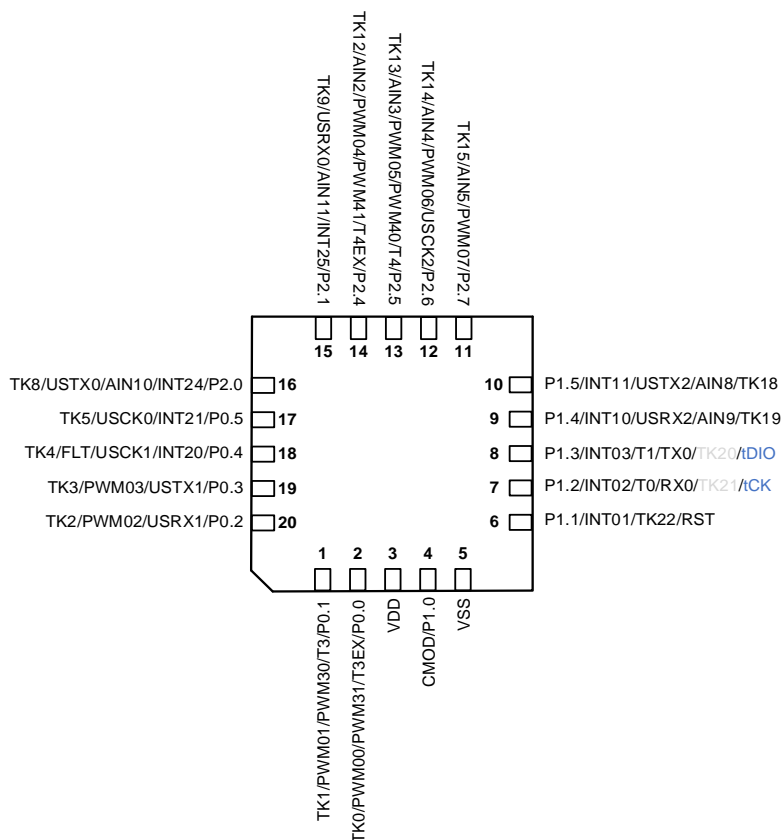 TK9/USRX0/AIN11/INT25/P2.1
TK12/AIN2/PWM04/PWM41/T4EX/P2.4
TK13/AIN3/PWM05/PWM40/T4/P2.5
TK14/AIN4/PWM06/USCK2/P2.6
TK15/AIN5/PWM07/P2.7
15 14 13 12 11
TK8/USTX0/AIN10/INT24/P2.0 16
TK5/USCK0/INT21/P0.5 17
TK4/FLT/USCK1/INT20/P0.4 18
TK3/PWM03/USTX1/P0.3 19
TK2/PWM02/USRX1/P0.2 20
10 P1.5/INT11/USTX2/AIN8/TK18
9 P1.4/INT10/USRX2/AIN9/TK19
8 P1.3/INT03/T1/TX0/TK20/tDIO
7 P1.2/INT02/T0/RX0/TK21/tCK
6 P1.1/INT01/TK22/RST
1 2 3 4 5
TK1/PWM01/PWM30/T3/P0.1
TK0/PWM00/PWM31/T3EX/P0.0
VDD
CMOD/P1.0
VSS